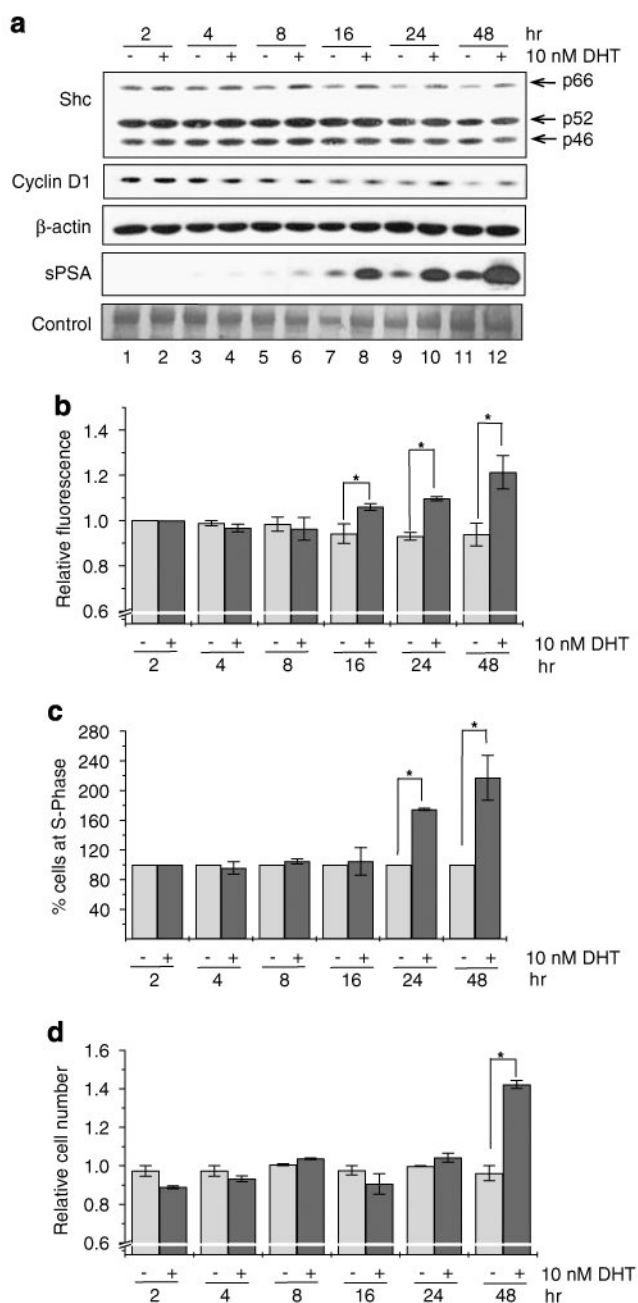 a
2 4 8 16 24 48 hr
- + - + - + - + - + - + 10 nM DHT
Shc
p66
p52
p46
Cyclin D1
β-actin
sPSA
Control
1 2 3 4 5 6 7 8 9 10 11 12
b
Relative fluorescence
1.4
1.2
1.0
0.8
0.6
* * *
- + - + - + - + - + - + 10 nM DHT
2 4 8 16 24 48 hr
c
% cells at S-Phase
280
240
200
160
120
80
40
* *
- + - + - + - + - + - + 10 nM DHT
2 4 8 16 24 48 hr
d
Relative cell number
1.6
1.4
1.2
1.0
0.8
0.6
*
- + - + - + - + - + - + 10 nM DHT
2 4 8 16 24 48 hr